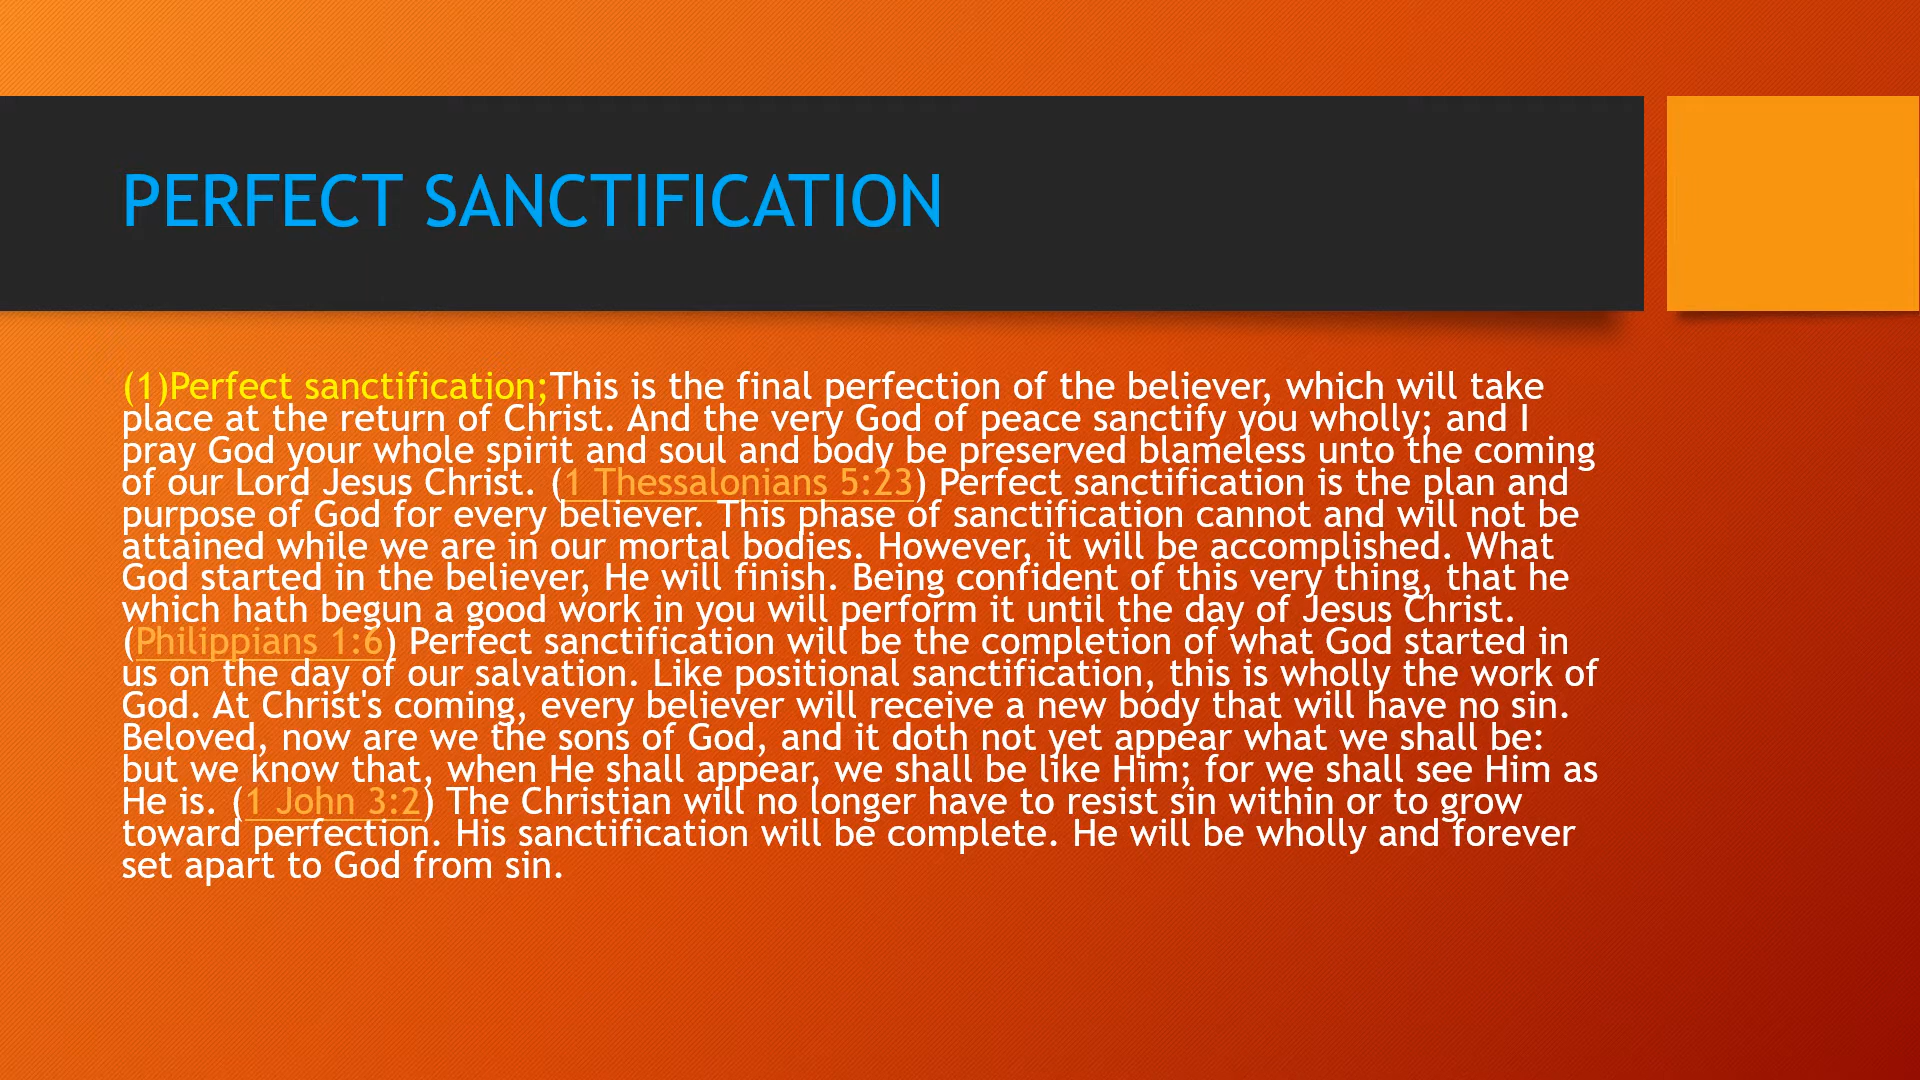 PERFECT SANCTIFICATION
(1)Perfect sanctification;This is the final perfection of the believer, which will take
place at the return of Christ. And the very God of peace sanctify you wholly; and I
pray God your whole spirit and soul and body be preserved blameless unto the coming
of our Lord Jesus Christ. (1 Thessalonians 5:23) Perfect sanctification is the plan and
purpose of God for every believer. This phase of sanctification cannot and will not be
attained while we are in our mortal bodies. However, it will be accomplished. What
God started in the believer, He will finish. Being confident of this very thing, that he
which hath begun a good work in you will perform it until the day of Jesus Christ.
(Philippians 1:6) Perfect sanctification will be the completion of what God started in
us on the day of our salvation. Like positional sanctification, this is wholly the work of
God. At Christ's coming, every believer will receive a new body that will have no sin.
Beloved, now are we the sons of God, and it doth not yet appear what we shall be:
but we know that, when He shall appear, we shall be like Him; for we shall see Him as
He is. (1 John 3:2) The Christian will no longer have to resist sin within or to grow
toward perfection. His sanctification will be complete. He will be wholly and forever
set apart to God from sin.